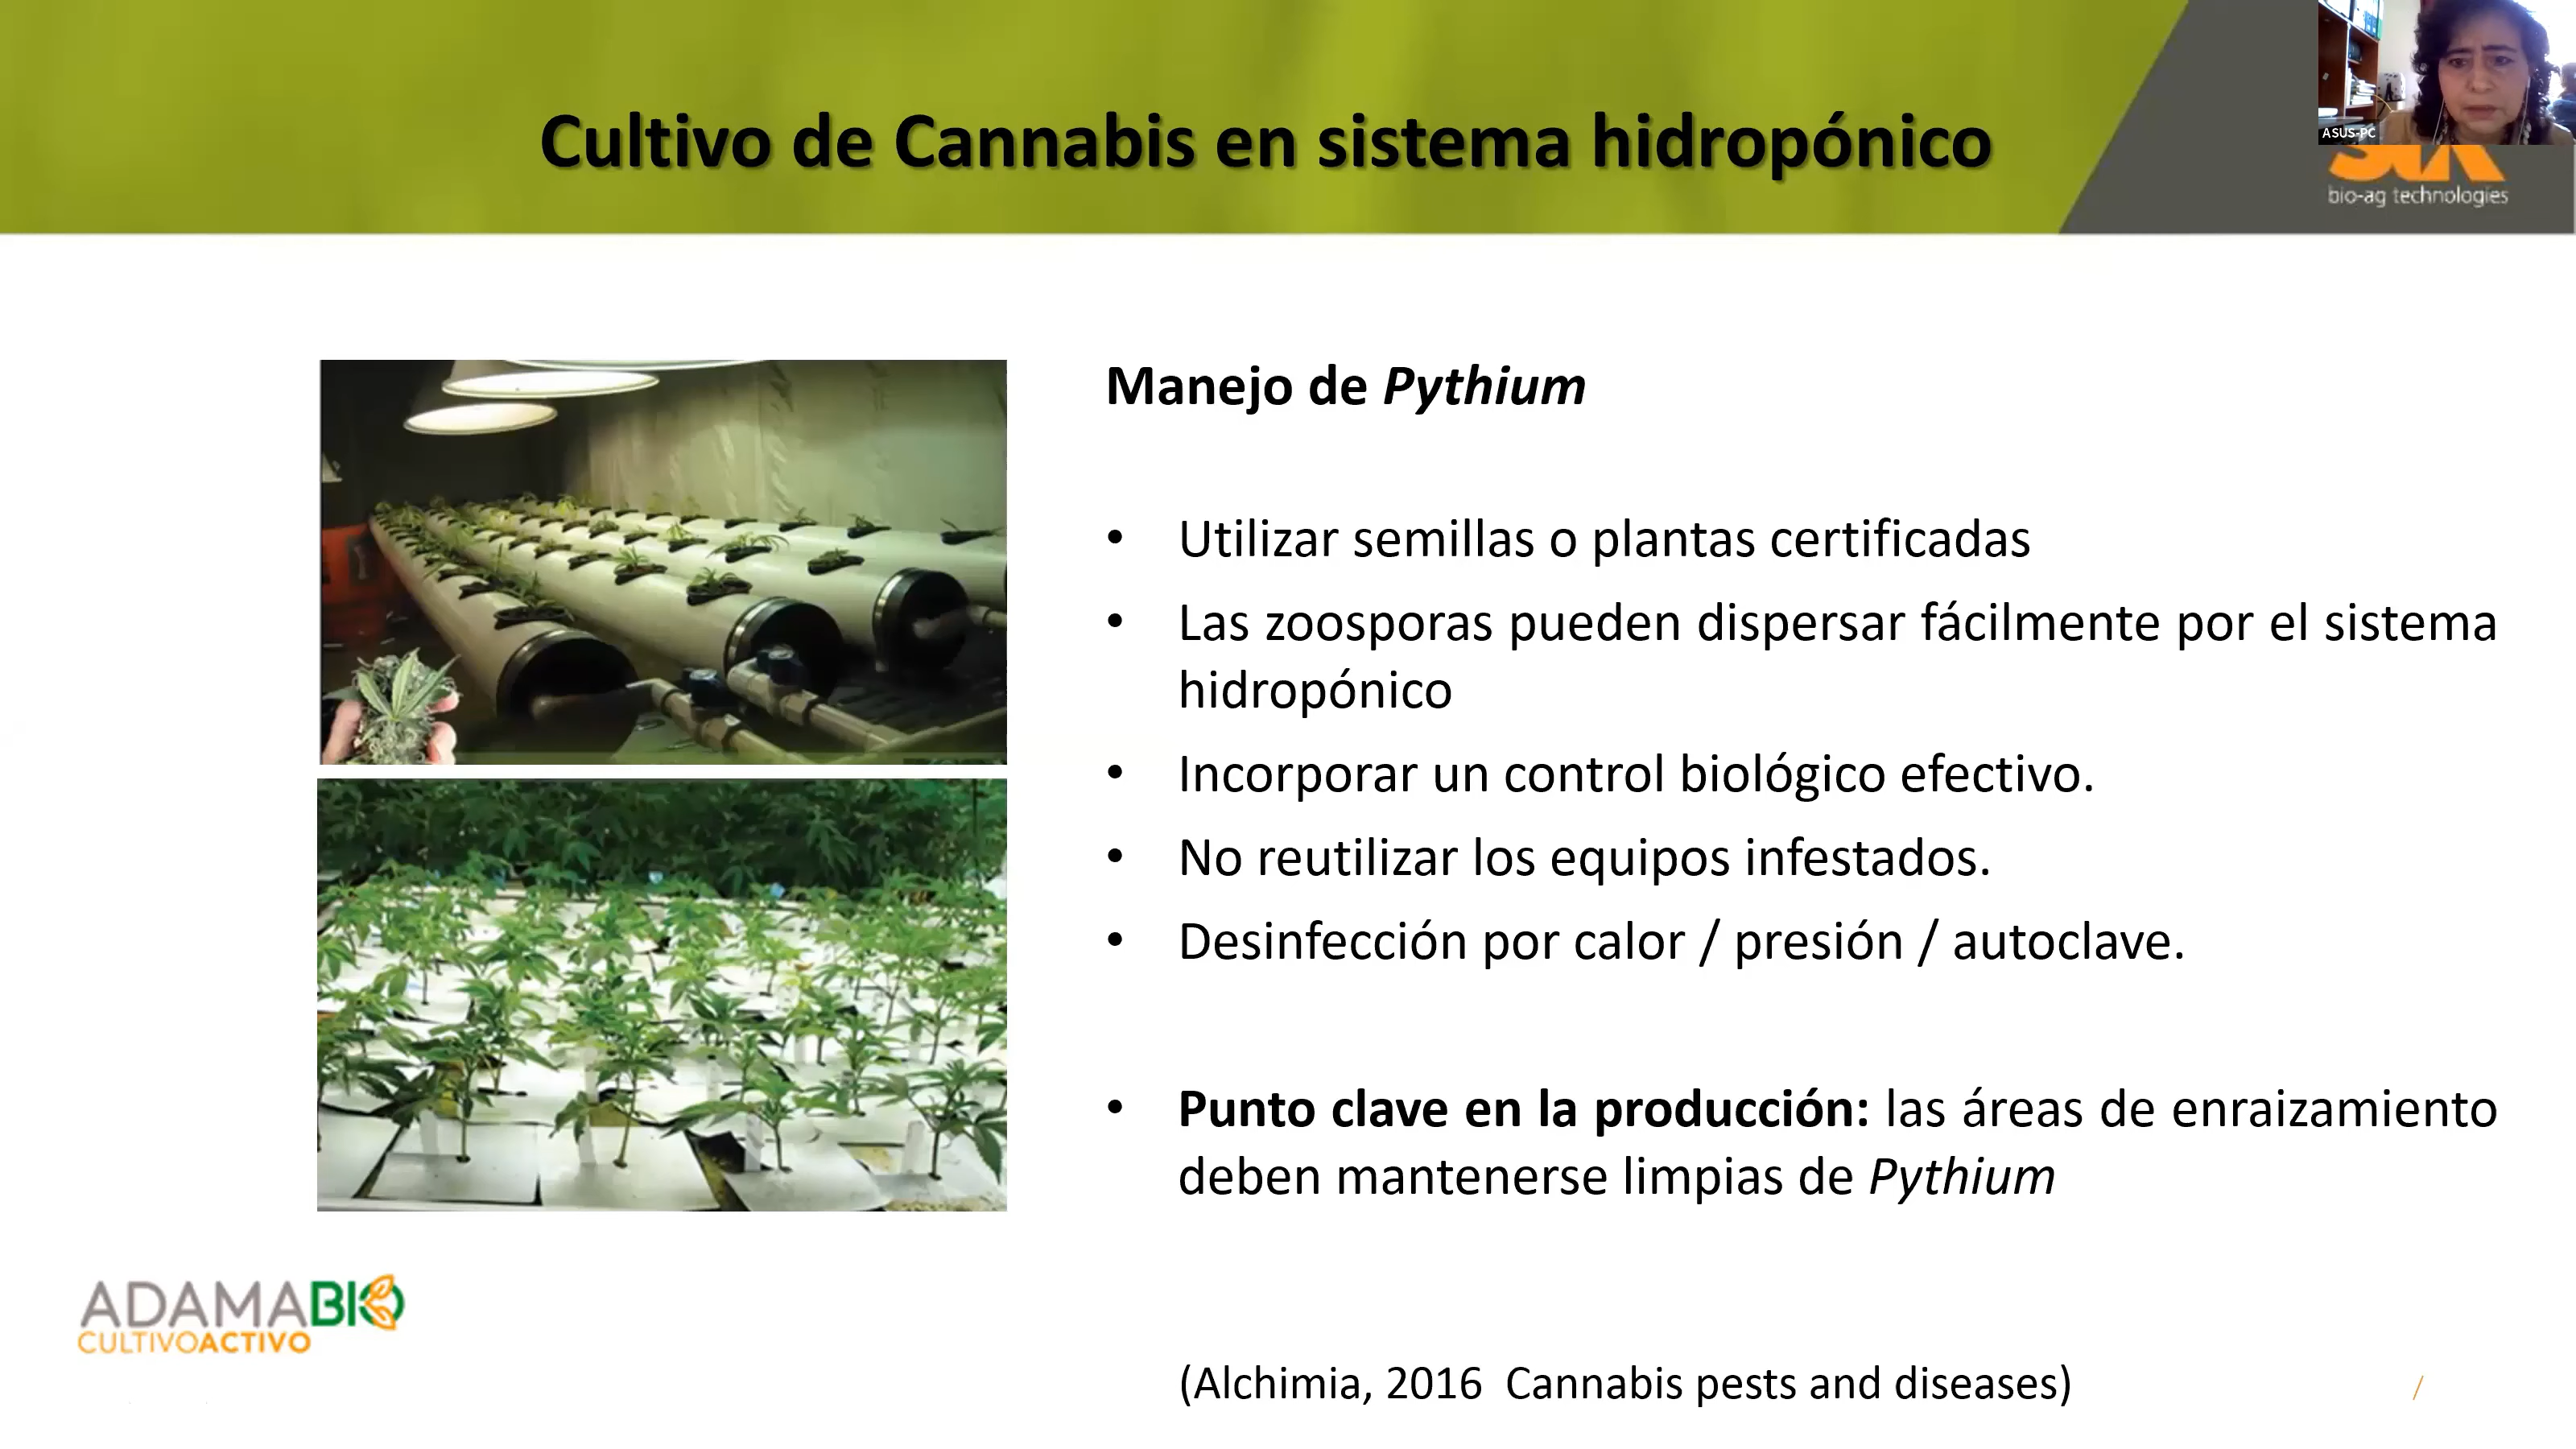 ASUS-PC
Cultivo de Cannabis en sistema hidropónico
bio-ag technologies
Manejo de Pythium
• Utilizar semillas o plantas certificadas
• Las zoosporas pueden dispersar fácilmente por el sistema
hidropónico
• Incorporar un control biológico efectivo.
• No reutilizar los equipos infestados.
• Desinfección por calor / presión / autoclave.
• Punto clave en la producción: las áreas de enraizamiento
deben mantenerse limpias de Pythium
ADAMABIO
CULTIVOACTIVO
(Alchimia, 2016 Cannabis pests and diseases)
/